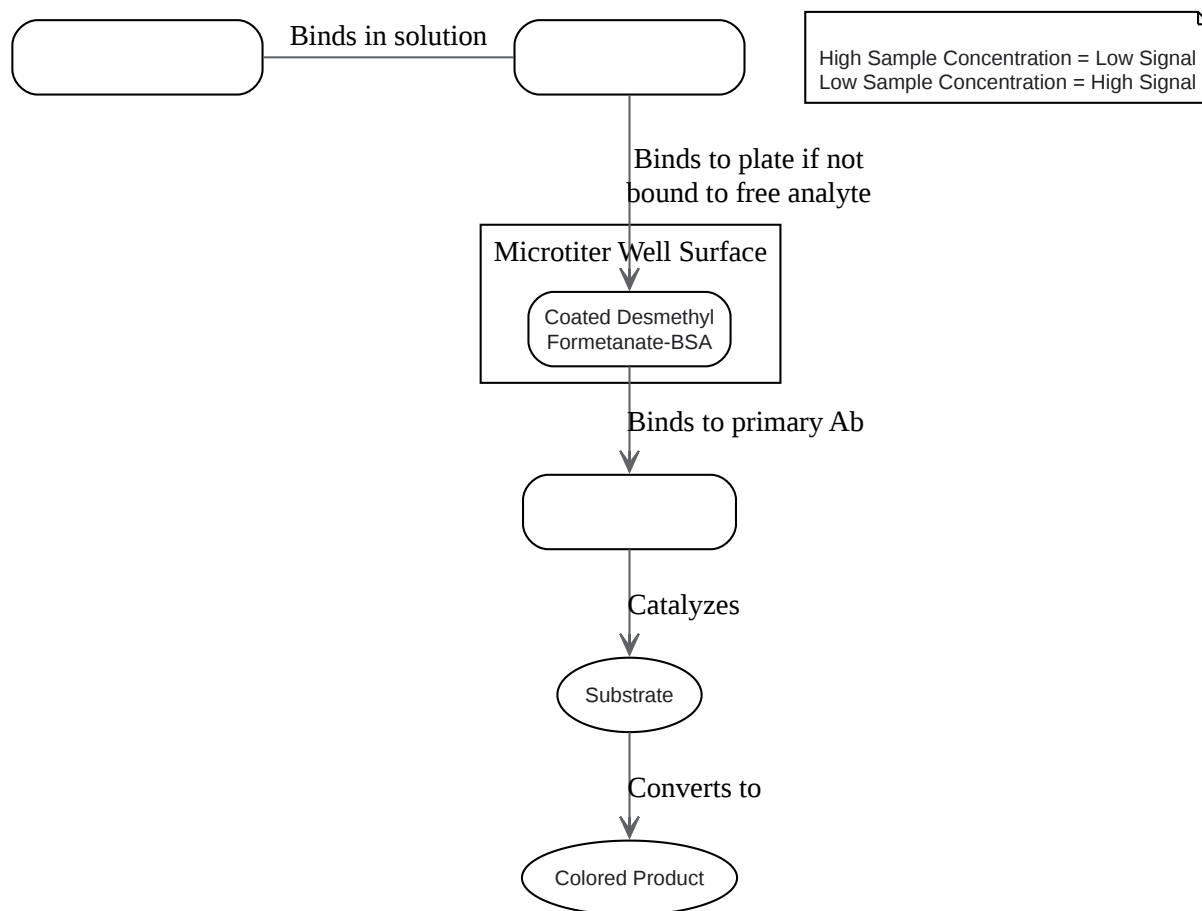 Binds in solution
High Sample Concentration = Low Signal
Low Sample Concentration = High Signal
Binds to plate if not
bound to free analyte
Microtiter Well Surface
Coated Desmethyl
Formetanate-BSA
Binds to primary Ab
Catalyzes
Substrate
Converts to
Colored Product